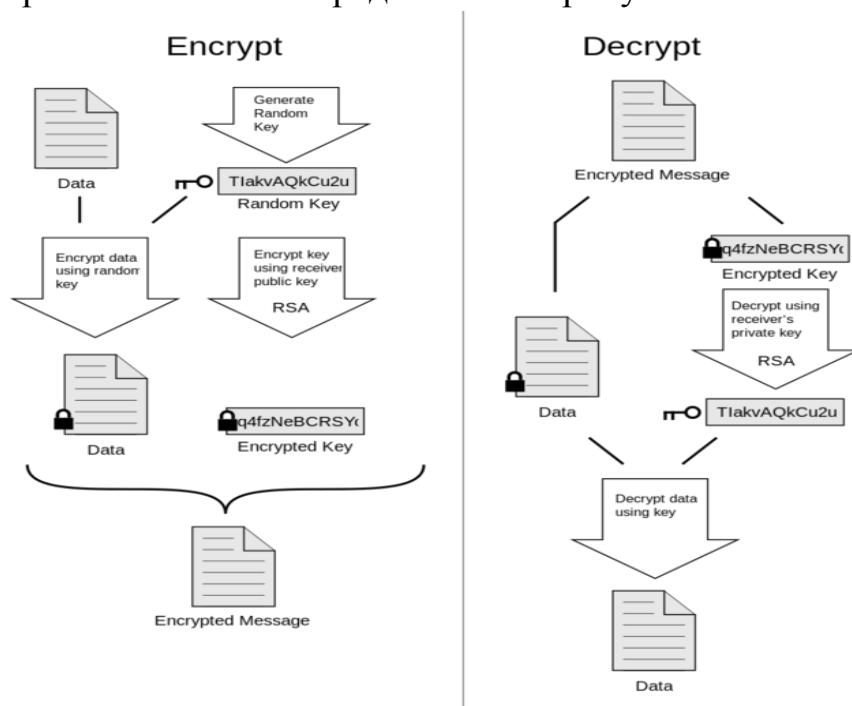 Encrypt
Data
Generate
Random
Key
TIakvAQkCu2u
Random Key
Encrypt data
using random
key
Encrypt key
using receiver
public key
RSA
Data
q4fzNeBCRSY
Encrypted Key
Encrypted Message
Decrypt
Encrypted Message
q4fzNeBCRSY
Encrypted Key
Decrypt using
receiver's
private key
RSA
Data
TIakvAQkCu2u
Decrypt data
using key
Data